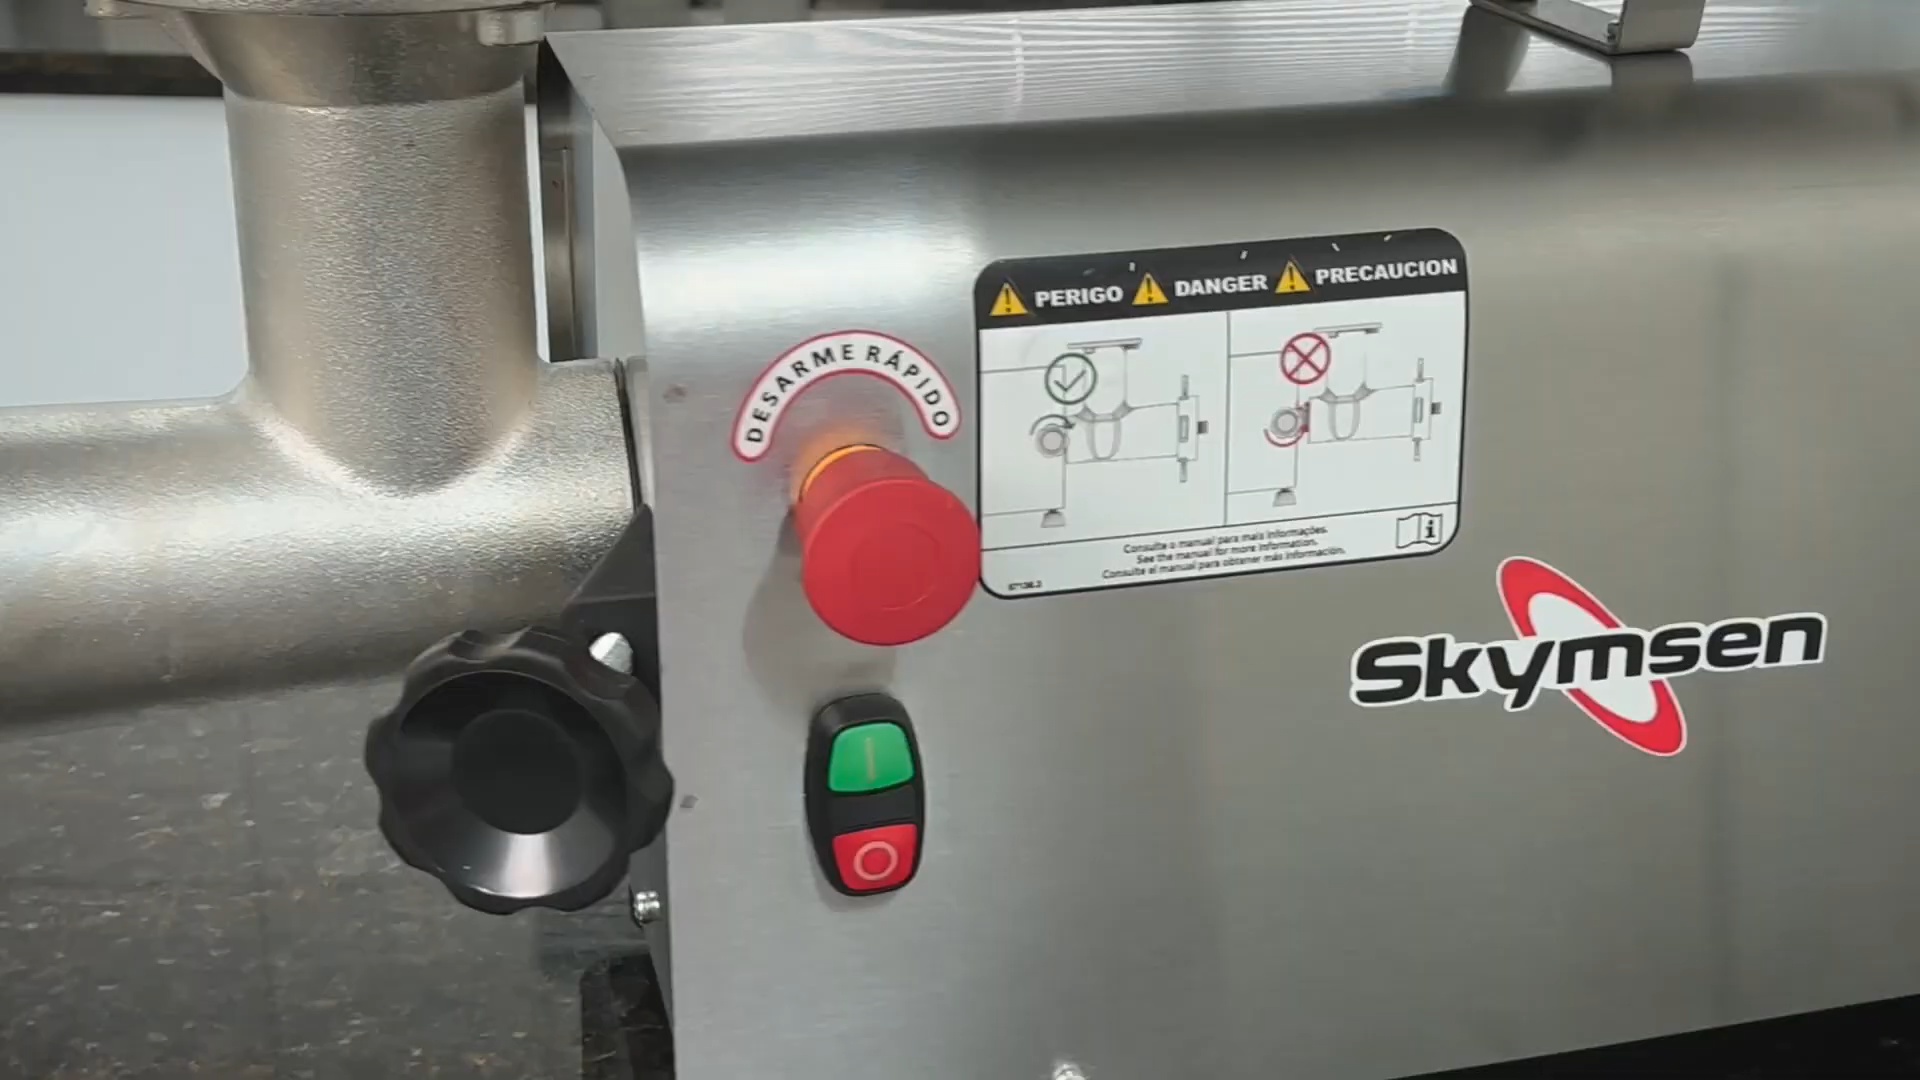 DESARME RÁPIDO
PERIGO DANGER PRECAUCION
Consulte o manual para mais informações.
See the manual for more information.
Consulte el manual para obtener más información.
Skymsen